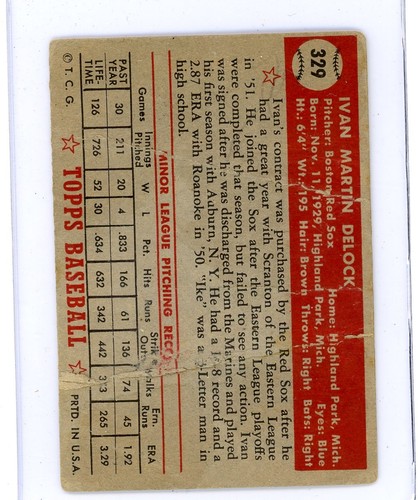 329
IVAN MARTIN DELOCK
Pitcher: Boston Red Sox Home: Highland Park, Mich.
Born: Nov. 11, 1929, Highland Park, Mich. Eyes: Blue
Ht.: 6'4" Wt.: 195 Hair: Brown Throws: Right Bats: Right
Ivan's contract was purchased by the Red Sox after he
had a great year with Scranton of the Eastern League
in '51. He joined the Sox after the Eastern League playoffs
were completed that season, but failed to see any action. Ivan
was signed after he was discharged from the Marines and played
his first season with Auburn, N. Y. He had a record and a
2.87 ERA with Roanoke in '50. "Ike" was a Letter man in
high school.
MINOR LEAGUE PITCHING
Games Innings Pitched W L Pct. Hits Runs Strike Outs Walks Ern. Runs ERA
PAST YEAR 30 211 20 4 .833 166 61 136 74 45 1.92
LIFE-TIME 126 726 52 30 .634 632 342 442 265 3.29
© T. C. G. TOPPS BASEBALL PRTD. IN U.S.A.